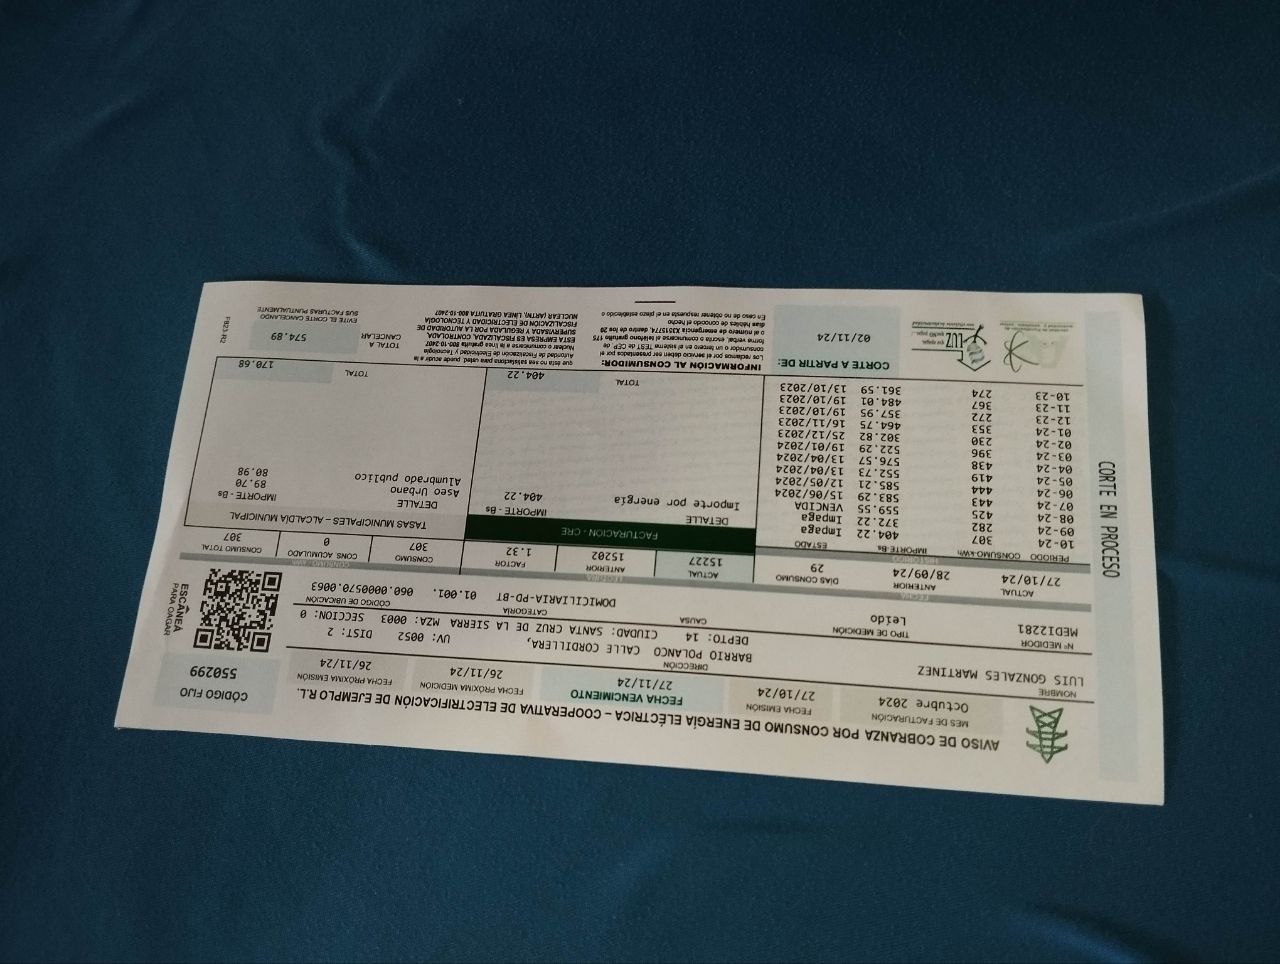 AVISO DE COBRANZA POR CONSUMO DE ENERGÍA ELÉCTRICA – COOPERATIVA DE ELECTRIFICACIÓN DE EJEMPLO R.L.
MES DE FACTURACIÓN
Octubre 2024
FECHA EMISIÓN
27/10/24
FECHA VENCIMIENTO
27/11/24
FECHA PRÓXIMA MEDICIÓN
26/11/24
FECHA PRÓXIMA EMISIÓN
26/11/24
CÓDIGO FIJO
550299
NOMBRE
LUIS GONZALES MARTINEZ
DIRECCIÓN
BARRIO POLANCO CALLE CORDILLERA, UV: 0052 DIST: 2
DEPTO: 14 CIUDAD: SANTA CRUZ DE LA SIERRA MZA: 0003 SECCION: 0
ESCÁNEA
PARA PAGAR
Nº MEDIDOR
MEDI2281
TIPO DE MEDICIÓN
Leído
CAUSA
CATEGORÍA
DOMICILIARIA-PD-BT
CÓDIGO DE UBICACIÓN
01.001. 060.0000570.0063
FECHA
ACTUAL
27/10/24
ANTERIOR
28/09/24
DIAS CONSUMO
29
LECTURA
ACTUAL
15227
ANTERIOR
15202
FACTOR
1.32
CONSUMO - kWh
CONSUMO
307
CONS ACUMULADO
0
CONSUMO TOTAL
307
HISTÓRICO
PERIODO CONSUMO-kWh IMPORTE-Bs ESTADO
10-24 307 404.22 Impaga
09-24 282 372.22 Impaga
08-24 425 559.55 VENCIDA
07-24 443 583.29 15/06/2024
06-24 444 585.21 12/05/2024
05-24 419 552.73 13/04/2024
04-24 438 576.57 13/04/2024
03-24 396 522.29 19/01/2024
02-24 230 302.82 25/12/2023
01-24 353 464.75 16/11/2023
12-23 272 357.95 19/10/2023
11-23 367 484.01 19/10/2023
10-23 274 361.59 13/10/2023
FACTURACION - CRE
DETALLE IMPORTE - Bs
Importe por energía 404.22
TOTAL 404.22
TASAS MUNICIPALES – ALCALDÍA MUNICIPAL
DETALLE IMPORTE - Bs
Aseo Urbano 89.70
Alumbrado publico 80.98
TOTAL 170.68
CORTE A PARTIR DE:
02/11/24
INFORMACIÓN AL CONSUMIDOR:
Los reclamos por el servicio deben ser presentados por el
consumidor o un tercero en el sistema TEST de CEP, de
forma verbal, escrita o comunicarse al teléfono gratuito 175
o al número de emergencia X3315774, dentro de los 20
días hábiles de conocido el hecho
En caso de no obtener respuesta en el plazo establecido
que ésta no sea satisfactoria para usted, puede acudir a la
Autoridad de Fiscalización de Electricidad y Tecnología
Nuclear o comunicarse a la línea gratuita 800 10 2407
ESTA EMPRESA ES FISCALIZADA, CONTROLADA,
SUPERVISADA Y REGULADA POR LA AUTORIDAD DE
FISCALIZACIÓN DE ELECTRICIDAD Y TECNOLOGÍA
NUCLEAR (AETN), LÍNEA GRATUITA 800-10-2407
TOTAL A
CANCELAR
574.89
EVITE EL CORTE CANCELANDO
SUS FACTURAS PUNTUALMENTE
LUZ
CORTE EN PROCESO